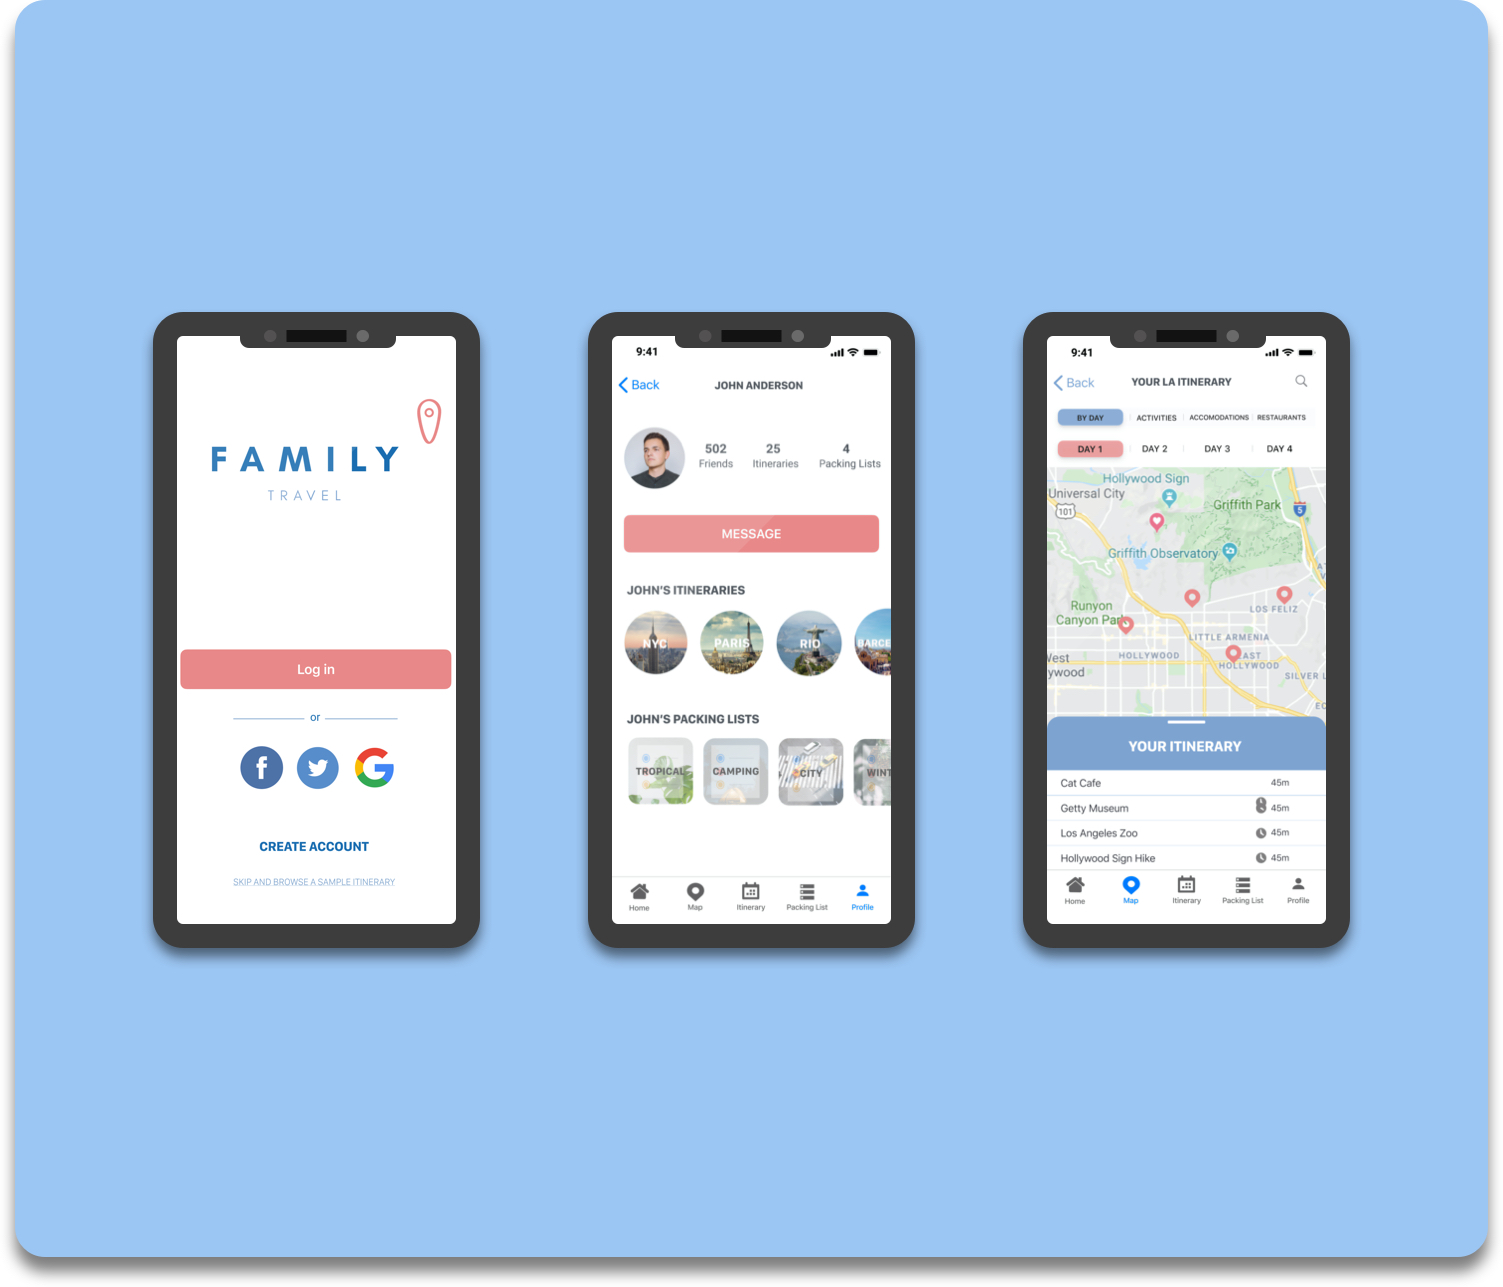 FAMILY
TRAVEL
Log in
or
f
CREATE ACCOUNT
SKIP AND BROWSE A SAMPLE ITINERARY
9:41
Back
JOHN ANDERSON
502 25 4
Friends Itineraries Packing Lists
MESSAGE
JOHN'S ITINERARIES
NYC PARIS RIO BARCE
JOHN'S PACKING LISTS
TROPICAL CAMPING CITY WINT
Home Map Itinerary Packing List Profile
9:41
Back YOUR LA ITINERARY
BY DAY ACTIVITIES ACCOMODATIONS RESTAURANTS
DAY 1 DAY 2 DAY 3 DAY 4
Hollywood Sign
Universal City
101
Griffith Park
5
Griffith Observatory
Runyon
Canyon Park
LOS FELIZ
LITTLE ARMENIA
HOLLYWOOD
EAST
HOLLYWOOD
West
ywood
SILVER L
EC
YOUR ITINERARY
Cat Cafe 45m
Getty Museum 45m
Los Angeles Zoo 45m
Hollywood Sign Hike 45m
Home Map Itinerary Packing List Profile